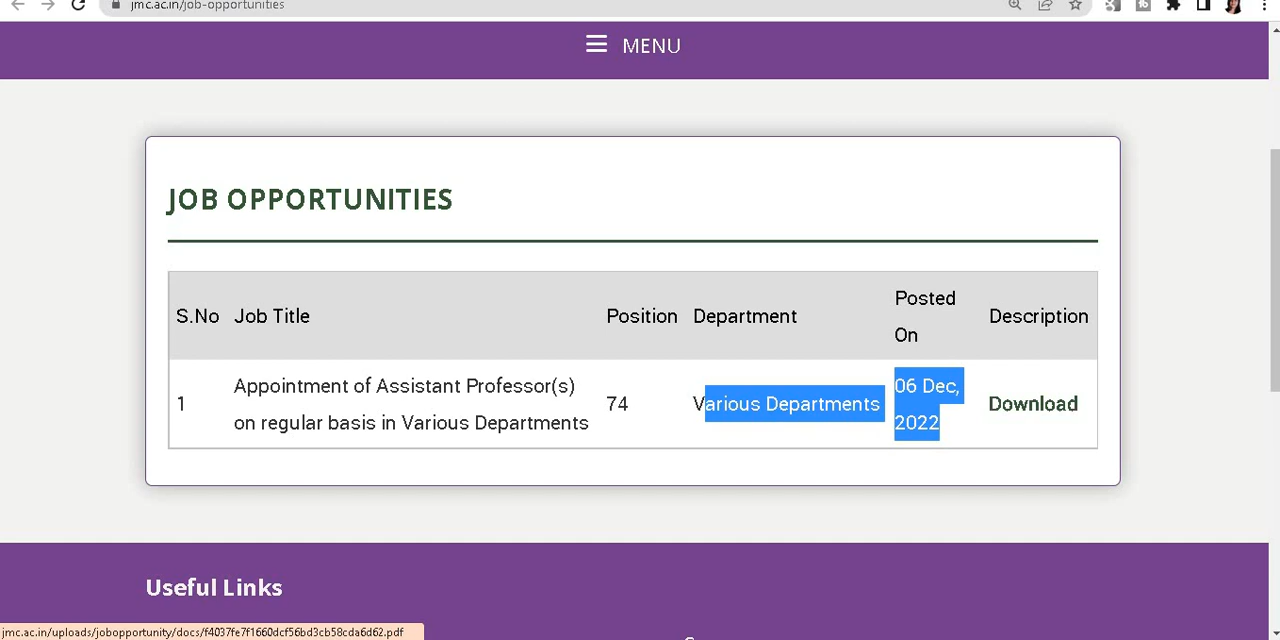 jmc.ac.in/job-opportunities
MENU
JOB OPPORTUNITIES
S.No Job Title Position Department Posted On Description
1 Appointment of Assistant Professor(s) on regular basis in Various Departments 74 Various Departments 06 Dec, 2022 Download
Useful Links
jmc.ac.in/uploads/jobopportunity/docs/f4037fe7f1660dcf56bd3cb58cda6d62.pdf